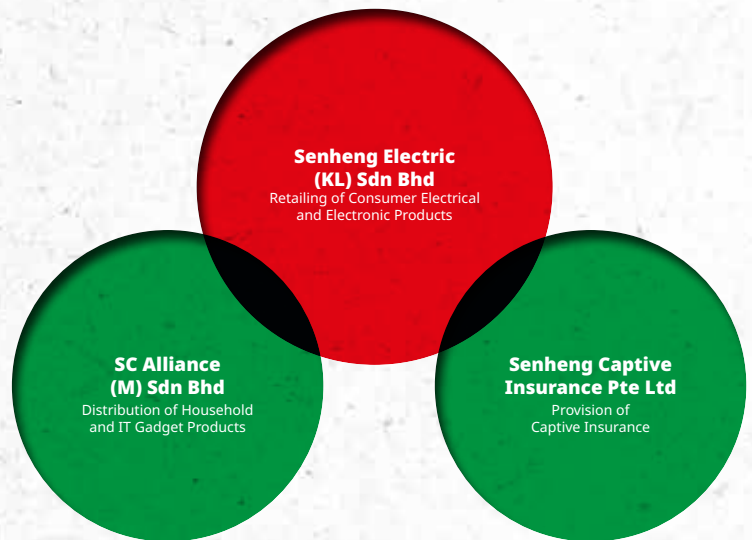 Senheng Electric
(KL) Sdn Bhd
Retailing of Consumer Electrical
and Electronic Products
SC Alliance
(M) Sdn Bhd
Distribution of Household
and IT Gadget Products
Senheng Captive
Insurance Pte Ltd
Provision of
Captive Insurance